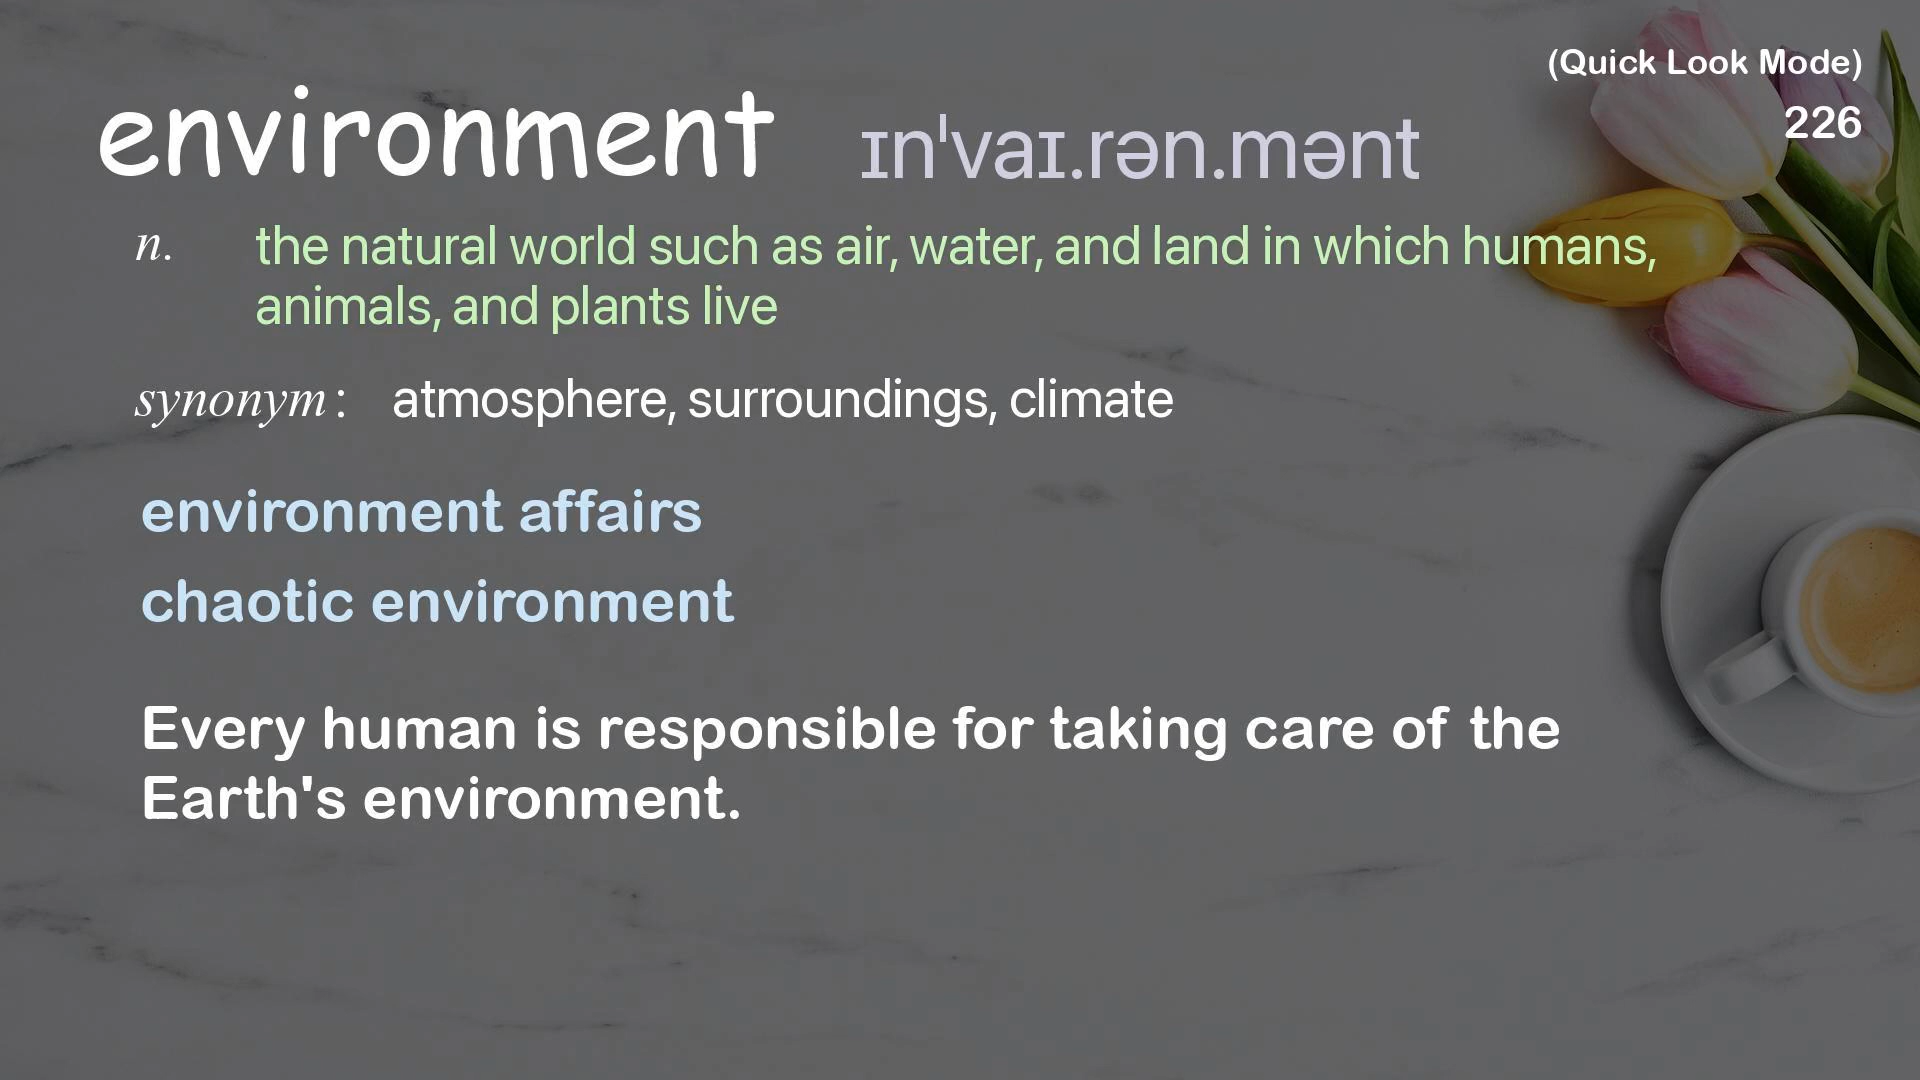 (Quick Look Mode)
226
environment ɪnˈvaɪ.rən.mənt
n. the natural world such as air, water, and land in which humans,
animals, and plants live
synonym : atmosphere, surroundings, climate
environment affairs
chaotic environment
Every human is responsible for taking care of the
Earth's environment.